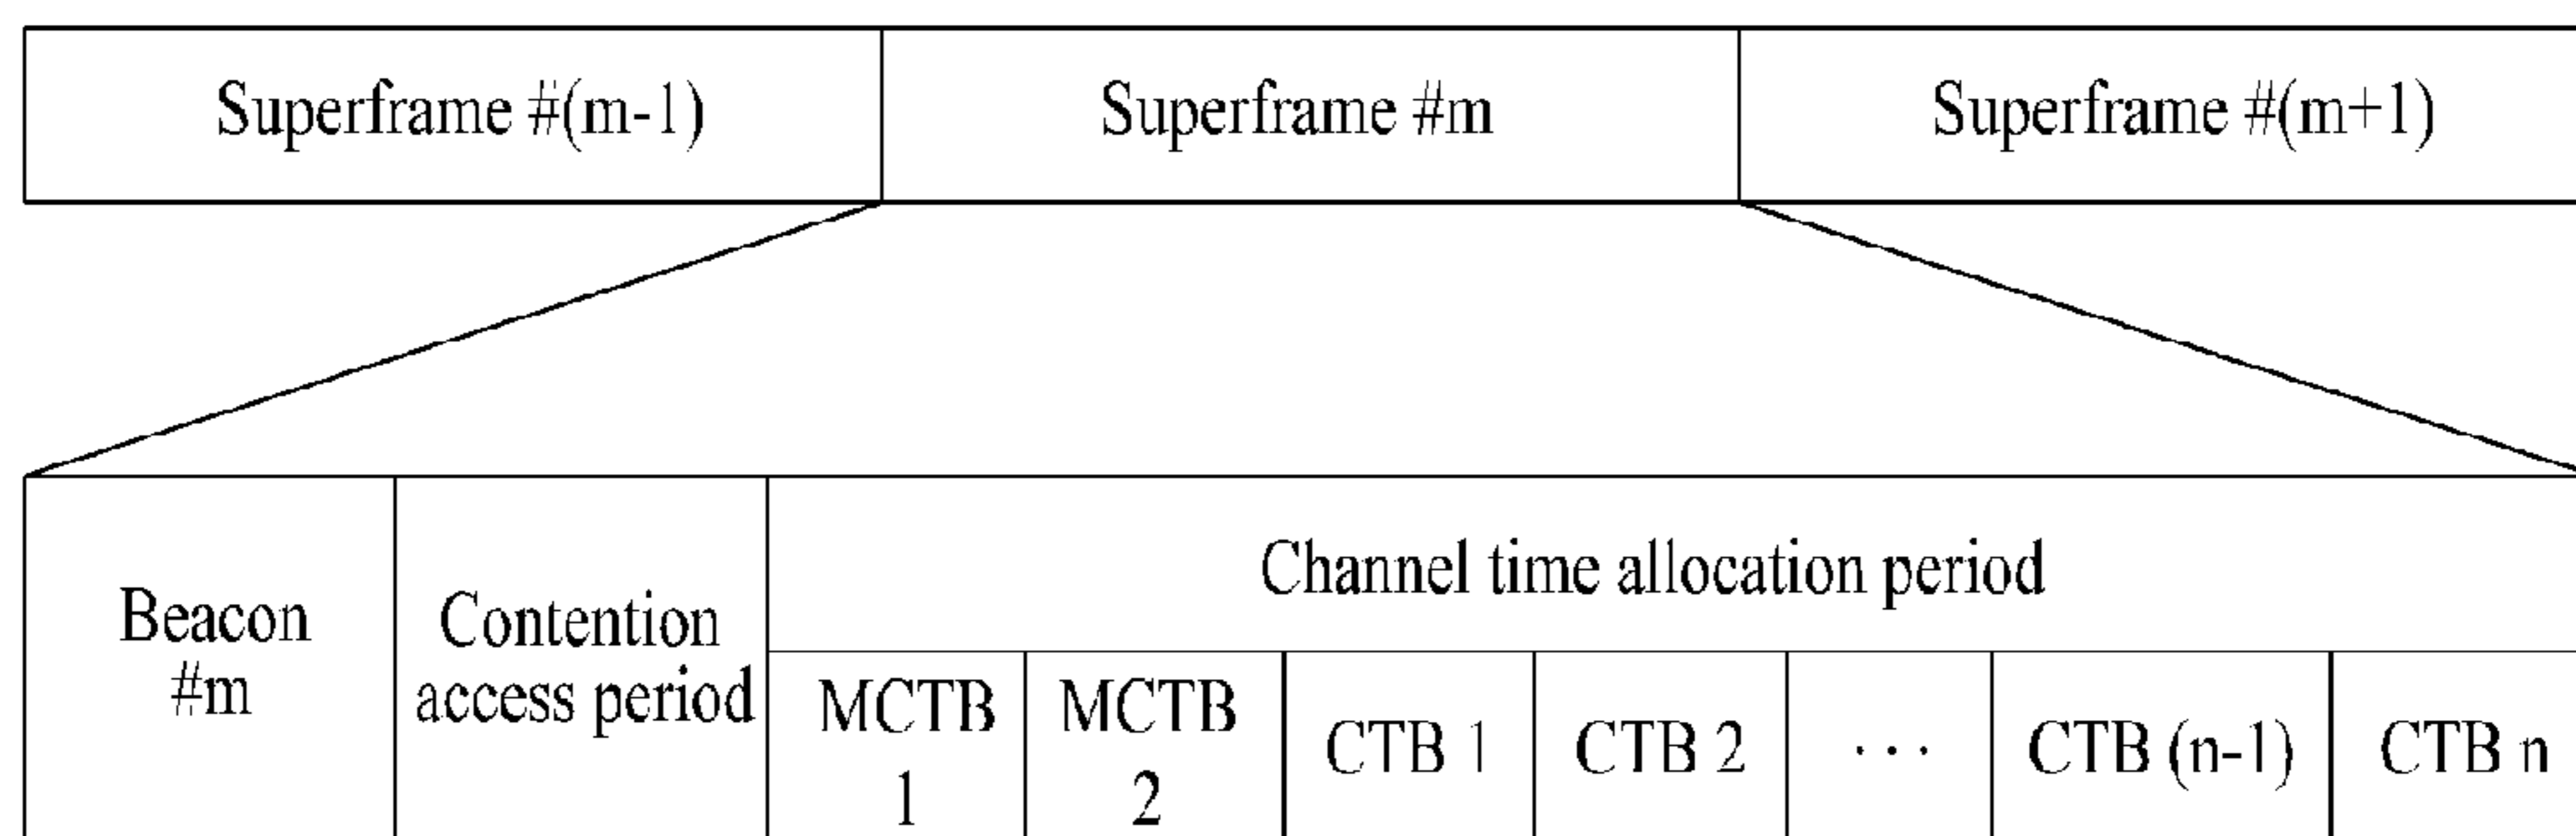 Superframe #(m-1)
Superframe #m
Superframe #(m+1)
Beacon
#m
Contention
access period
Channel time allocation period
MCTB
1
MCTB
2
CTB 1
CTB 2
···
CTB (n-1)
CTB n